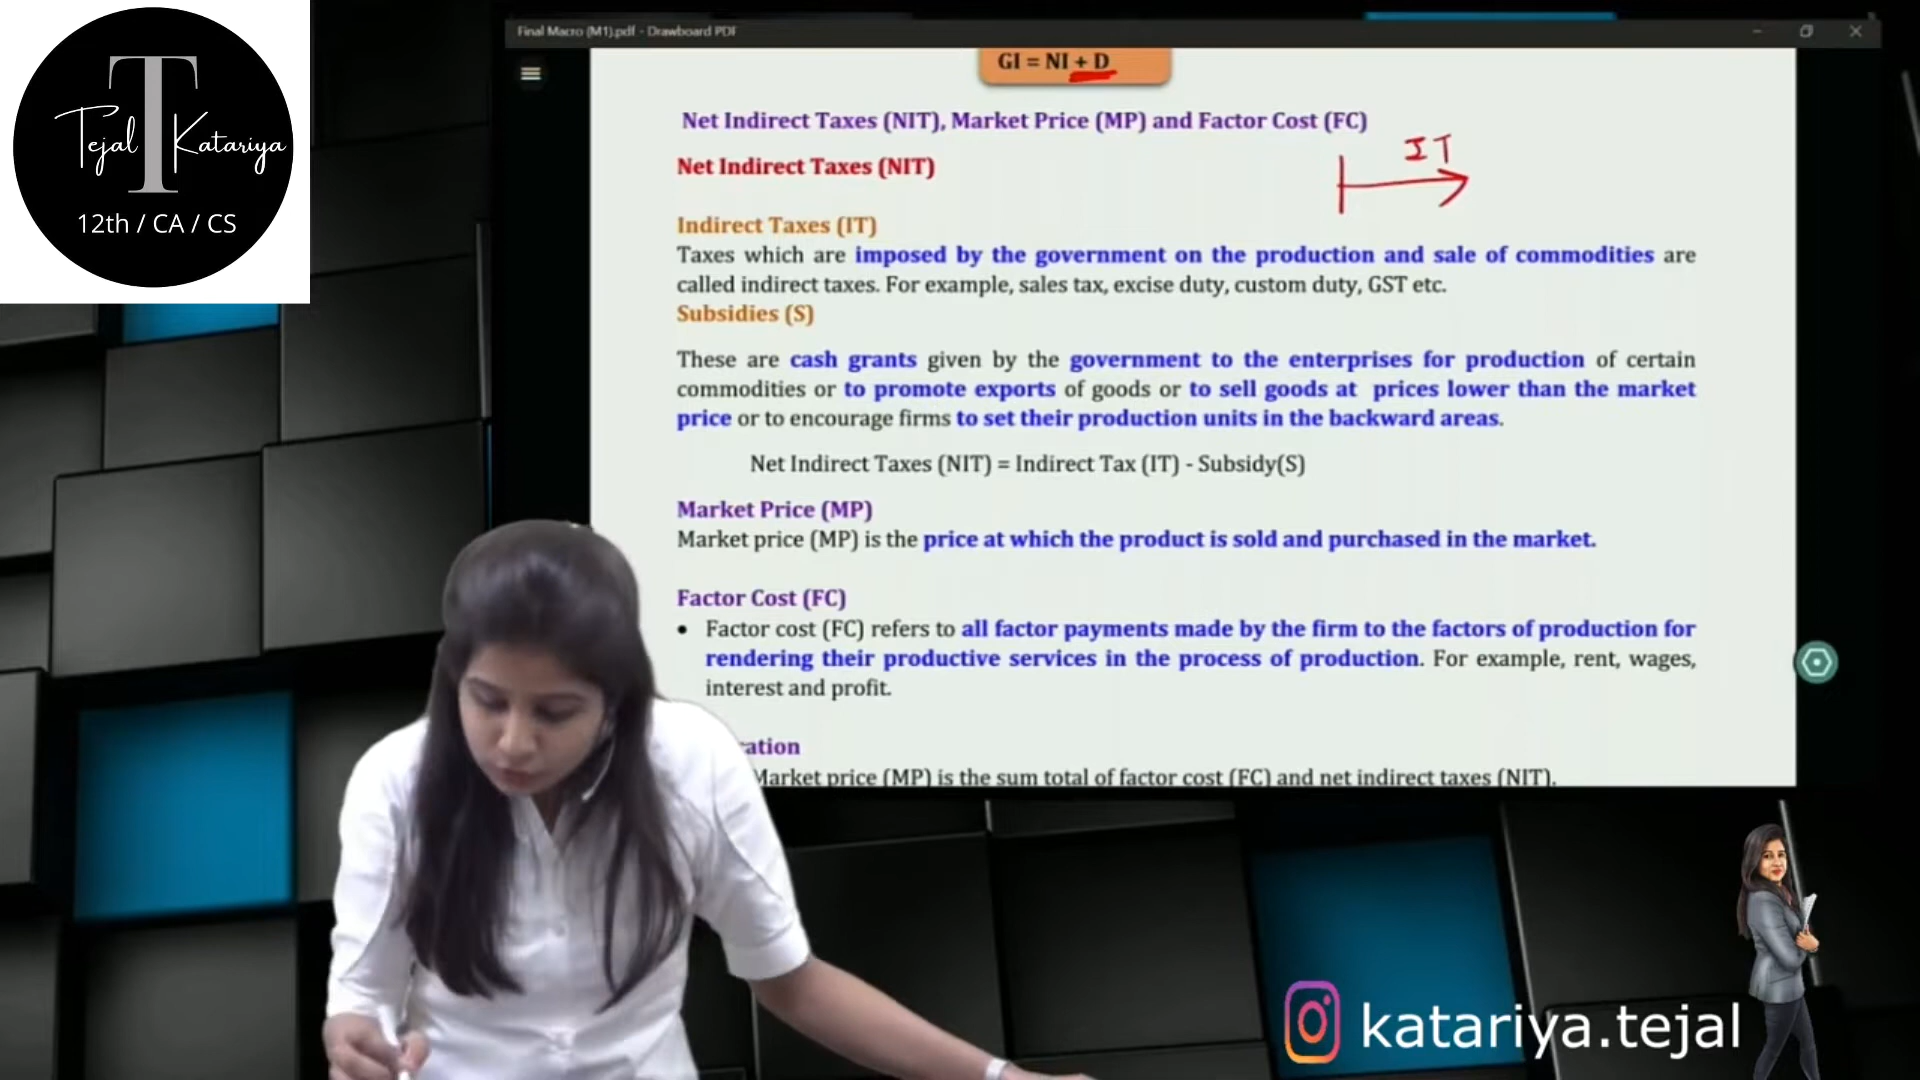 Tejal
T
Katariya
12th / CA / CS
Final Macro (M1).pdf - Drawboard PDF
GI = NI + D
Net Indirect Taxes (NIT), Market Price (MP) and Factor Cost (FC)
IT
Net Indirect Taxes (NIT)
Indirect Taxes (IT)
Taxes which are imposed by the government on the production and sale of commodities are
called indirect taxes. For example, sales tax, excise duty, custom duty, GST etc.
Subsidies (S)
These are cash grants given by the government to the enterprises for production of certain
commodities or to promote exports of goods or to sell goods at prices lower than the market
price or to encourage firms to set their production units in the backward areas.
Net Indirect Taxes (NIT) = Indirect Tax (IT) - Subsidy(S)
Market Price (MP)
Market price (MP) is the price at which the product is sold and purchased in the market.
Factor Cost (FC)
• Factor cost (FC) refers to all factor payments made by the firm to the factors of production for
rendering their productive services in the process of production. For example, rent, wages,
interest and profit.
Market price (MP) is the sum total of factor cost (FC) and net indirect taxes (NIT).
katariya.tejal